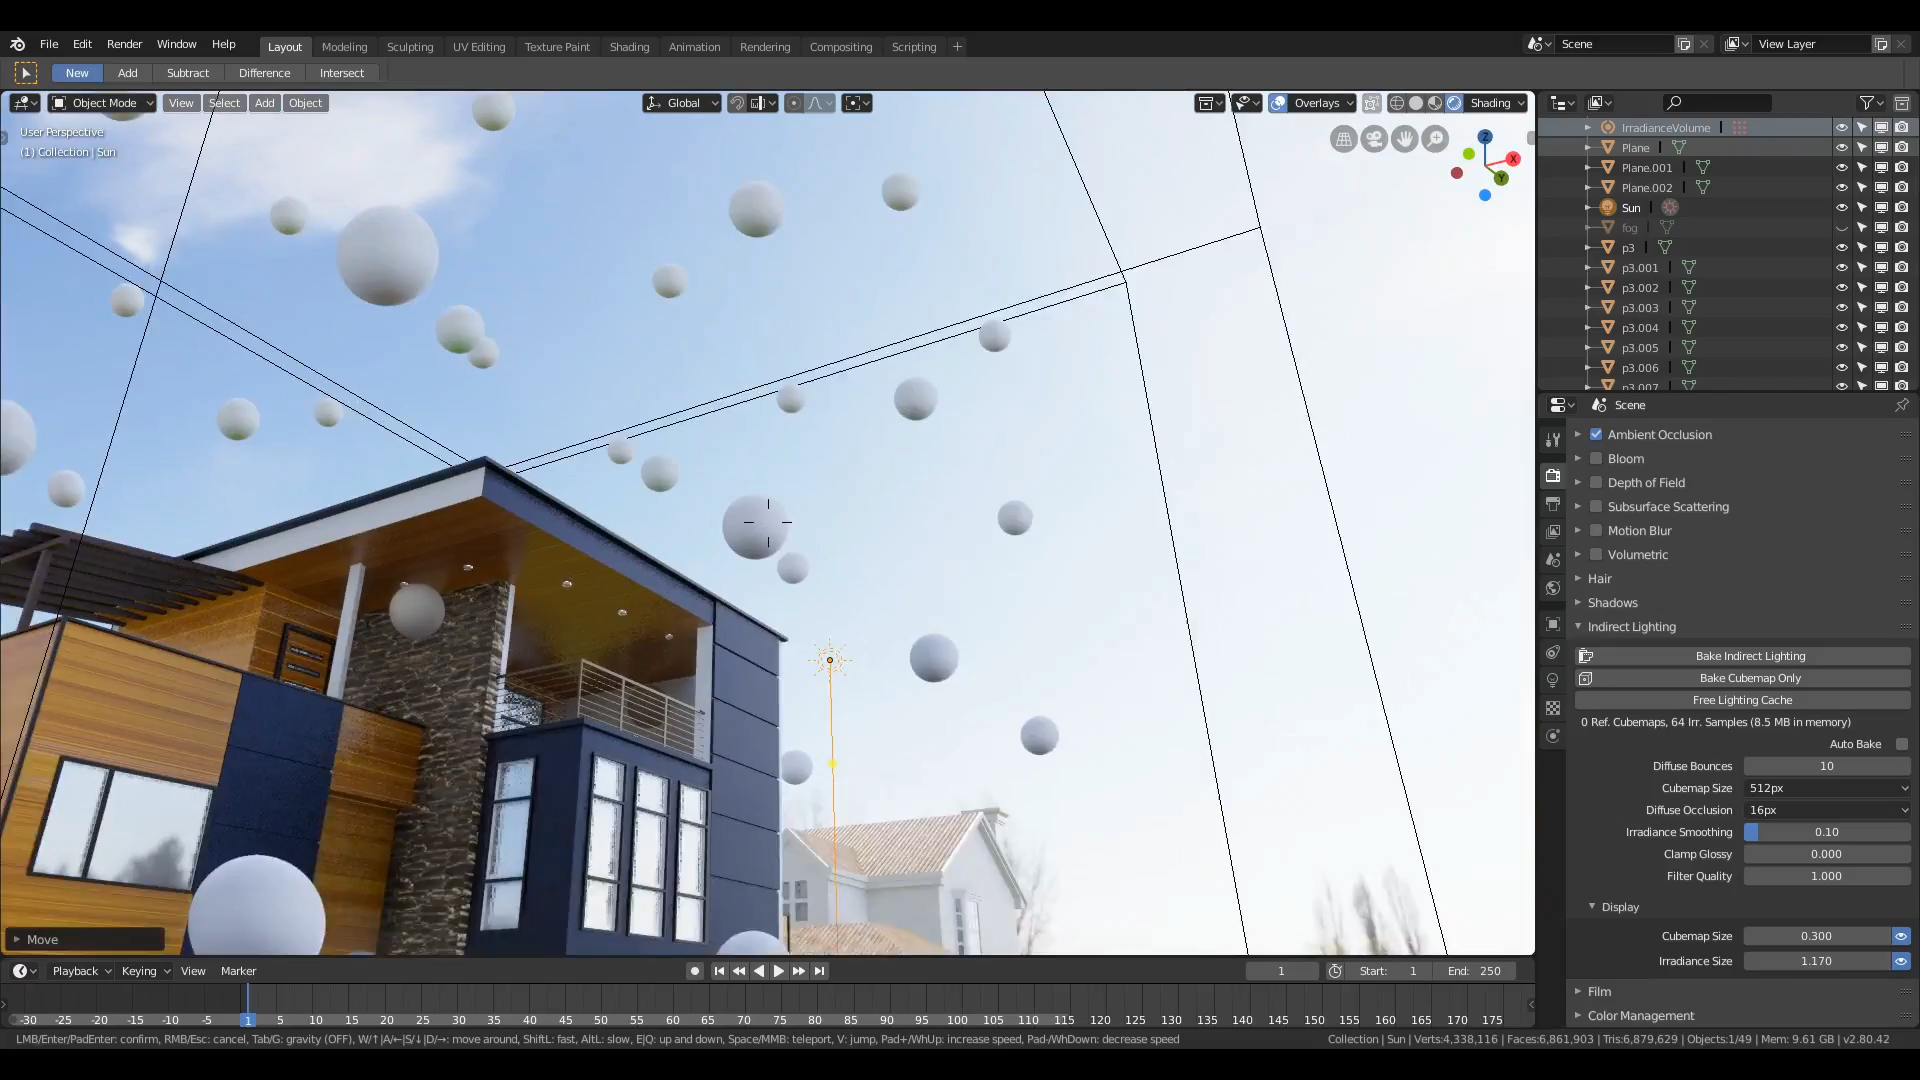 File Edit Render Window Help Layout Modeling Sculpting UV Editing Texture Paint Shading Animation Rendering Compositing Scripting + Scene View Layer
New Add Subtract Difference Intersect
Object Mode View Select Add Object Global Overlays Shading
User Perspective
(1) Collection | Sun
Z
X
Y
IrradianceVolume
Plane
Plane.001
Plane.002
Sun
fog
p3
p3.001
p3.002
p3.003
p3.004
p3.005
p3.006
p3.007
Scene
Ambient Occlusion
Bloom
Depth of Field
Subsurface Scattering
Motion Blur
Volumetric
Hair
Shadows
Indirect Lighting
Bake Indirect Lighting
Bake Cubemap Only
Free Lighting Cache
0 Ref. Cubemaps, 64 Irr. Samples (8.5 MB in memory)
Auto Bake
Diffuse Bounces 10
Cubemap Size 512px
Diffuse Occlusion 16px
Irradiance Smoothing 0.10
Clamp Glossy 0.000
Filter Quality 1.000
Display
Cubemap Size 0.300
Irradiance Size 1.170
Film
Color Management
Move
Playback Keying View Marker 1 Start: 1 End: 250
-30 -25 -20 -15 -10 -5 1 5 10 15 20 25 30 35 40 45 50 55 60 65 70 75 80 85 90 95 100 105 110 115 120 125 130 135 140 145 150 155 160 165 170 175
LMB/Enter/PadEnter: confirm, RMB/Esc: cancel, Tab/G: gravity (OFF), W/↑|A/←|S/↓|D/→: move around, ShiftL: fast, AltL: slow, E|Q: up and down, Space/MMB: teleport, V: jump, Pad+/WhUp: increase speed, Pad-/WhDown: decrease speed Collection | Sun | Verts:4,338,116 | Faces:6,861,903 | Tris:6,879,629 | Objects:1/49 | Mem: 9.61 GB | v2.80.42